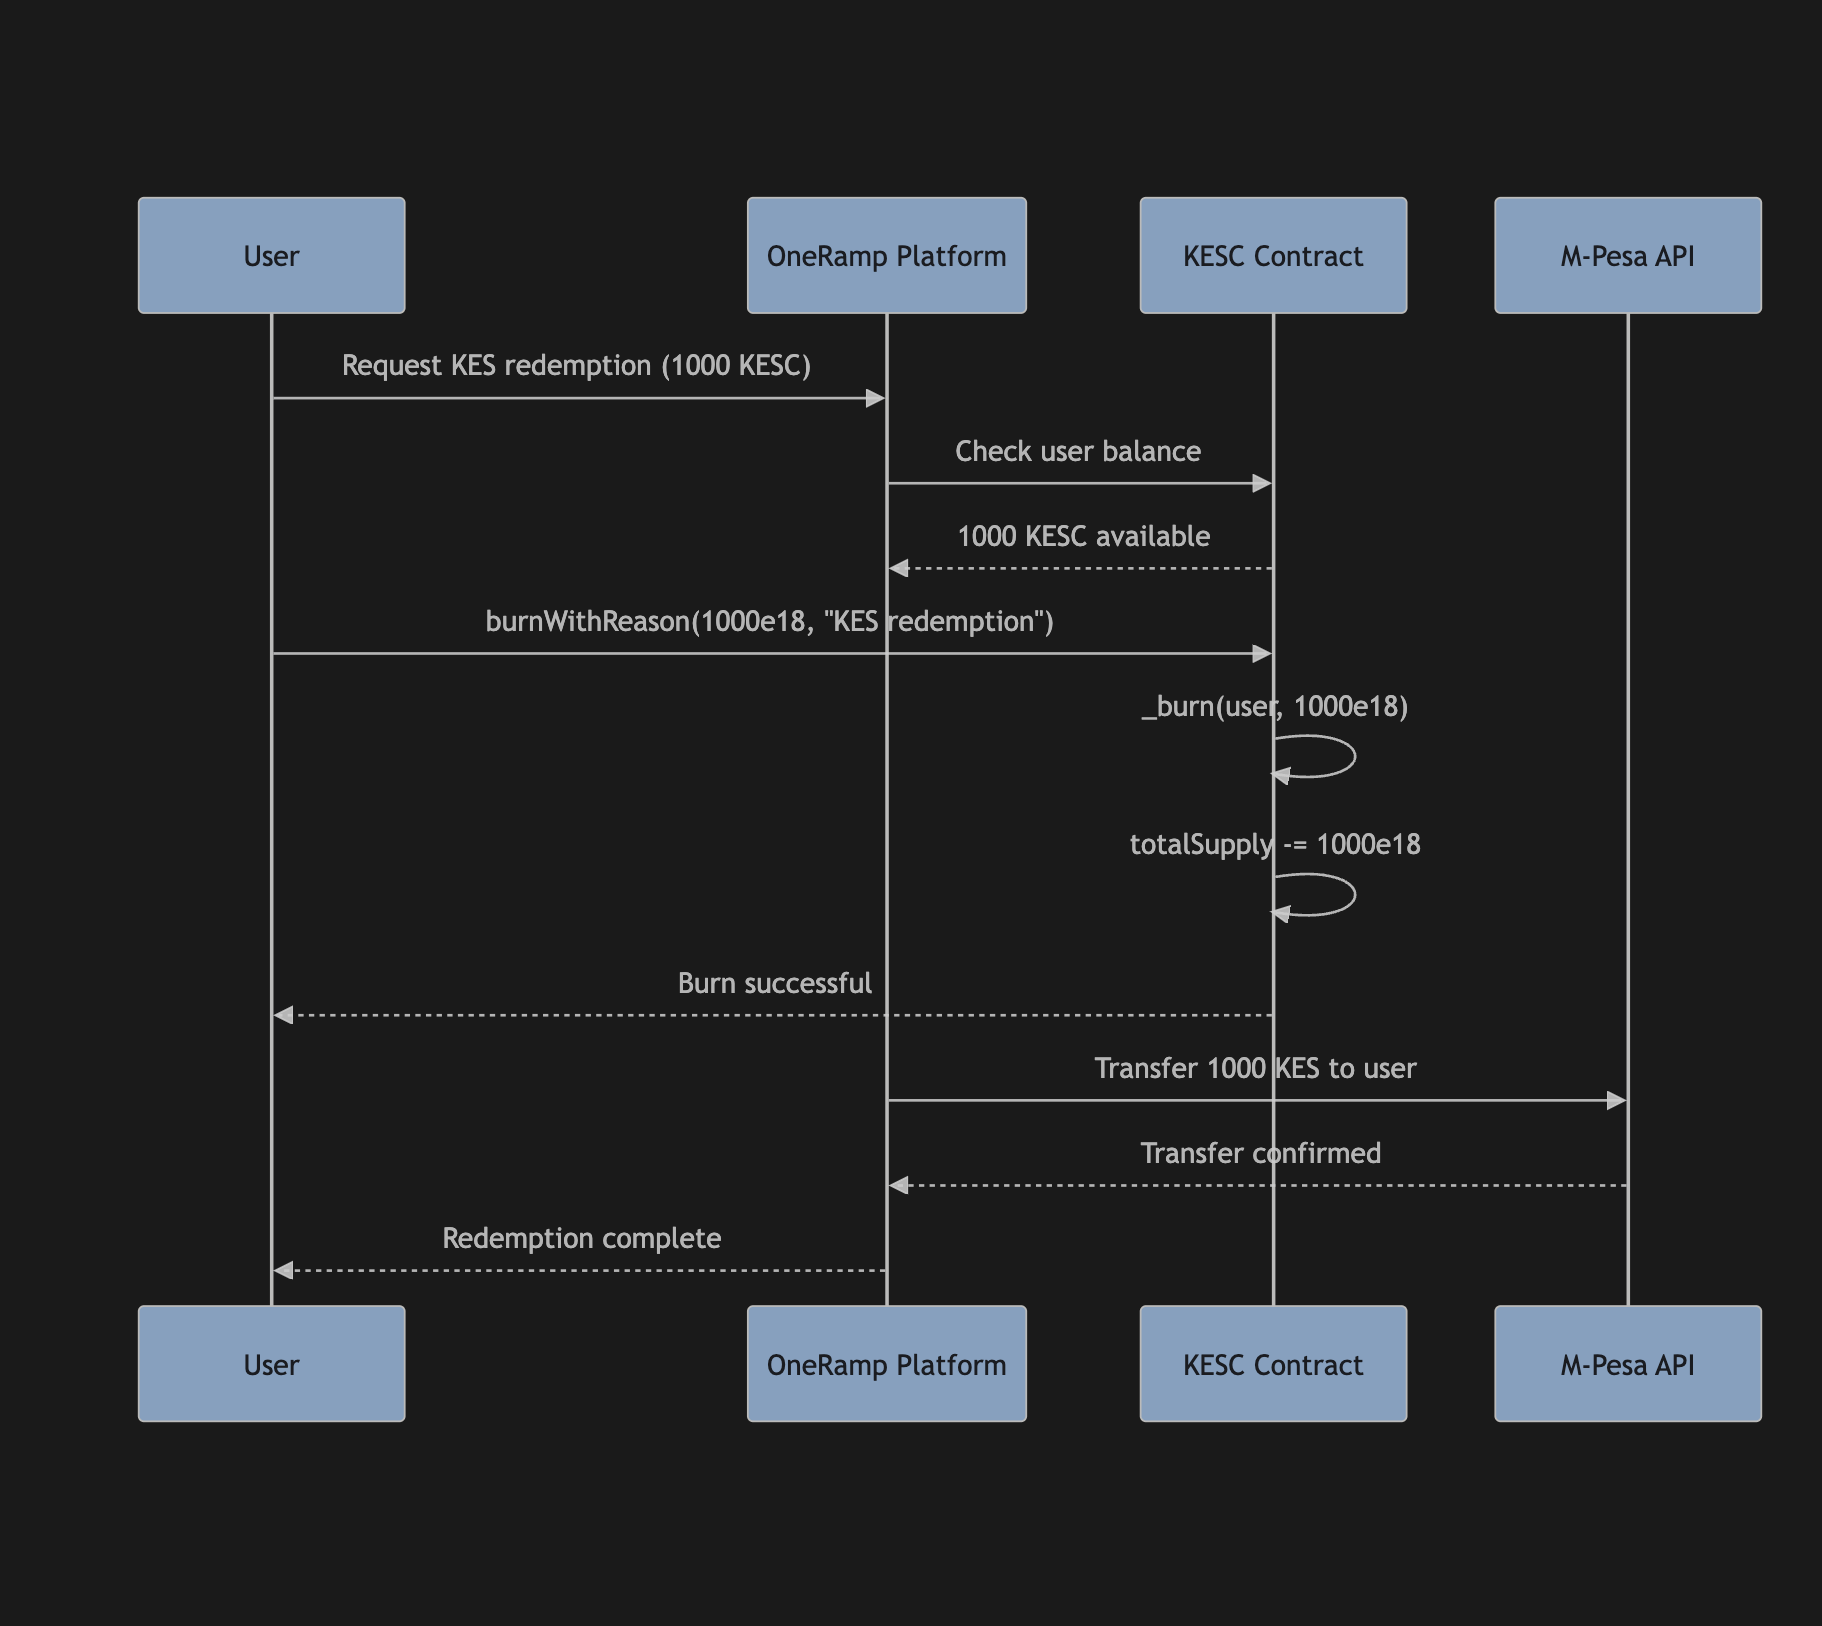 User
OneRamp Platform
KESC Contract
M-Pesa API
Request KES redemption (1000 KESC)
Check user balance
1000 KESC available
burnWithReason(1000e18, "KES redemption")
_burn(user, 1000e18)
totalSupply -= 1000e18
Burn successful
Transfer 1000 KES to user
Transfer confirmed
Redemption complete
User
OneRamp Platform
KESC Contract
M-Pesa API